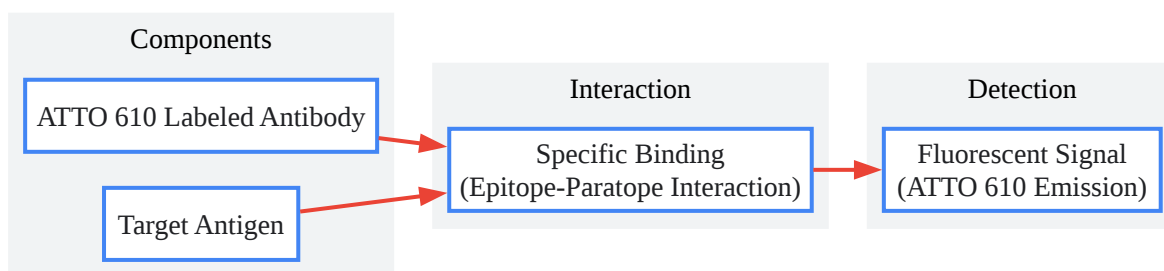 Components
ATTO 610 Labeled Antibody
Target Antigen
Interaction
Specific Binding
(Epitope-Paratope Interaction)
Detection
Fluorescent Signal
(ATTO 610 Emission)